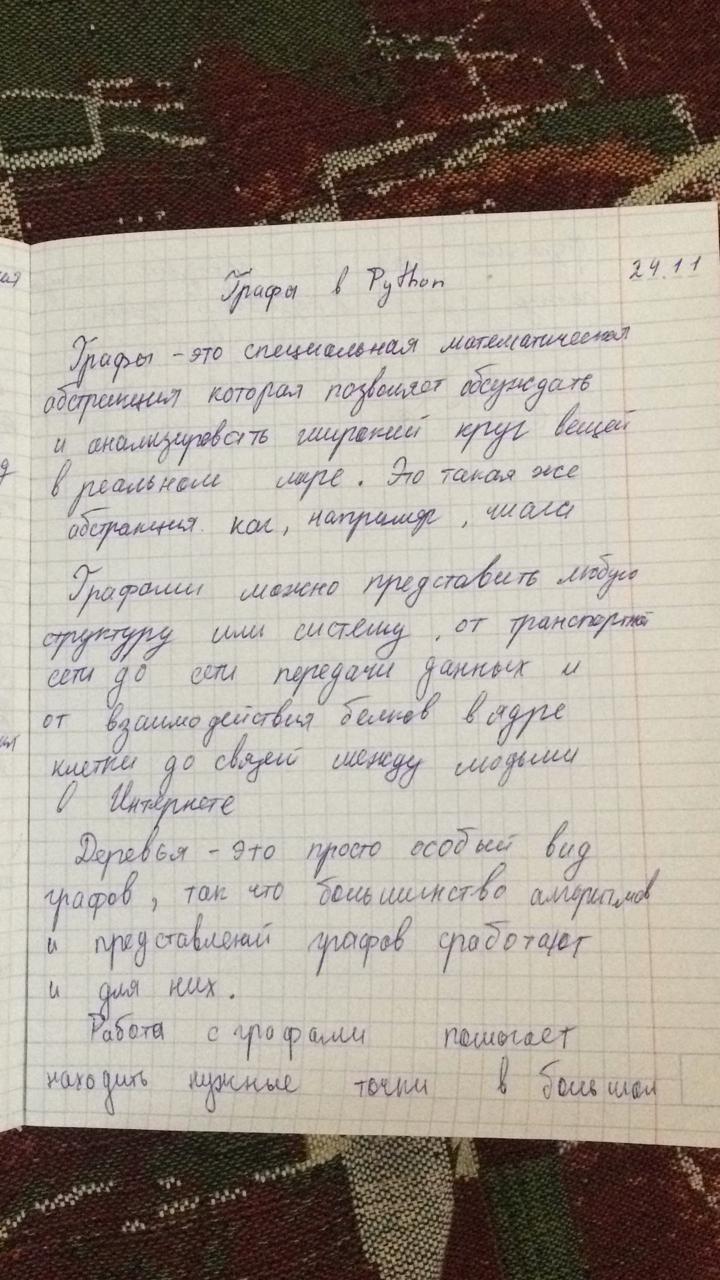 Графы в Python
24.11
Графы - это специальная математическая
абстракция которая позволяет обсуждать
и анализировать широкий круг вещей
в реальном мире. Это такая же
абстракция. как, например, числа
Графами можно представить любую
структуру или систему, от транспортной
сети до сети передачи данных и
от взаимодействия белков в ядре
клетки до связей между людьми
в Интернете
Деревья - это просто особый вид
графов, так что большинство алгоритмов
и представлений графов сработают
и для них.
Работа с графами помогает
находить нужные точки в большом